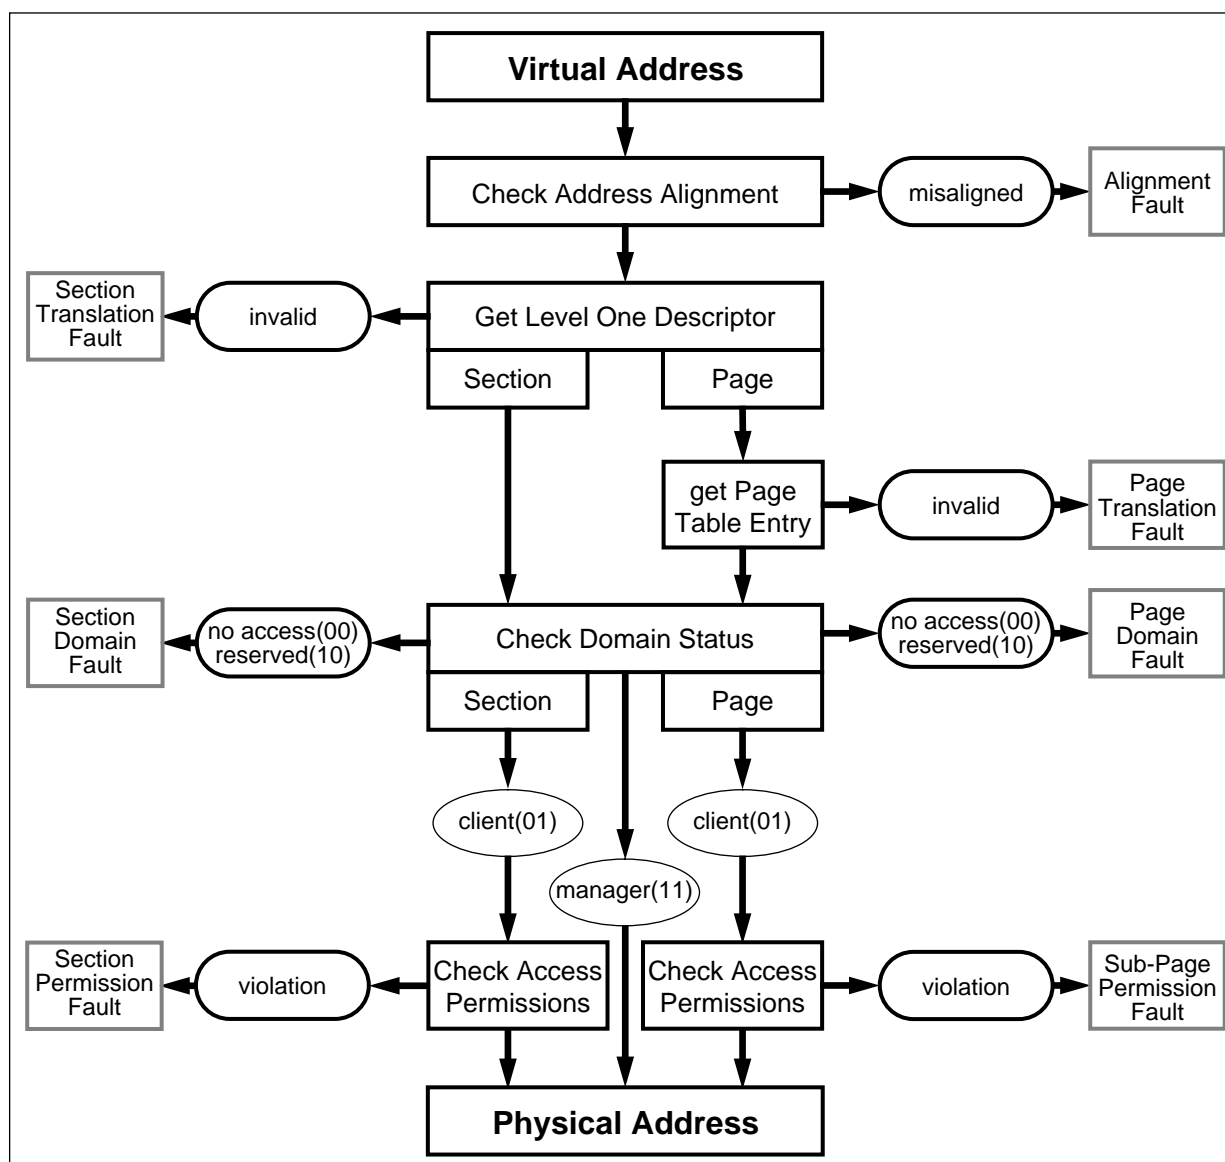 Virtual Address
Check Address Alignment
misaligned
Alignment
Fault
Section
Translation
Fault
invalid
Get Level One Descriptor
Section
Page
get Page
Table Entry
invalid
Page
Translation
Fault
Section
Domain
Fault
no access(00)
reserved(10)
Check Domain Status
no access(00)
reserved(10)
Page
Domain
Fault
Section
Page
client(01)
client(01)
manager(11)
Section
Permission
Fault
violation
Check Access
Permissions
Check Access
Permissions
violation
Sub-Page
Permission
Fault
Physical Address